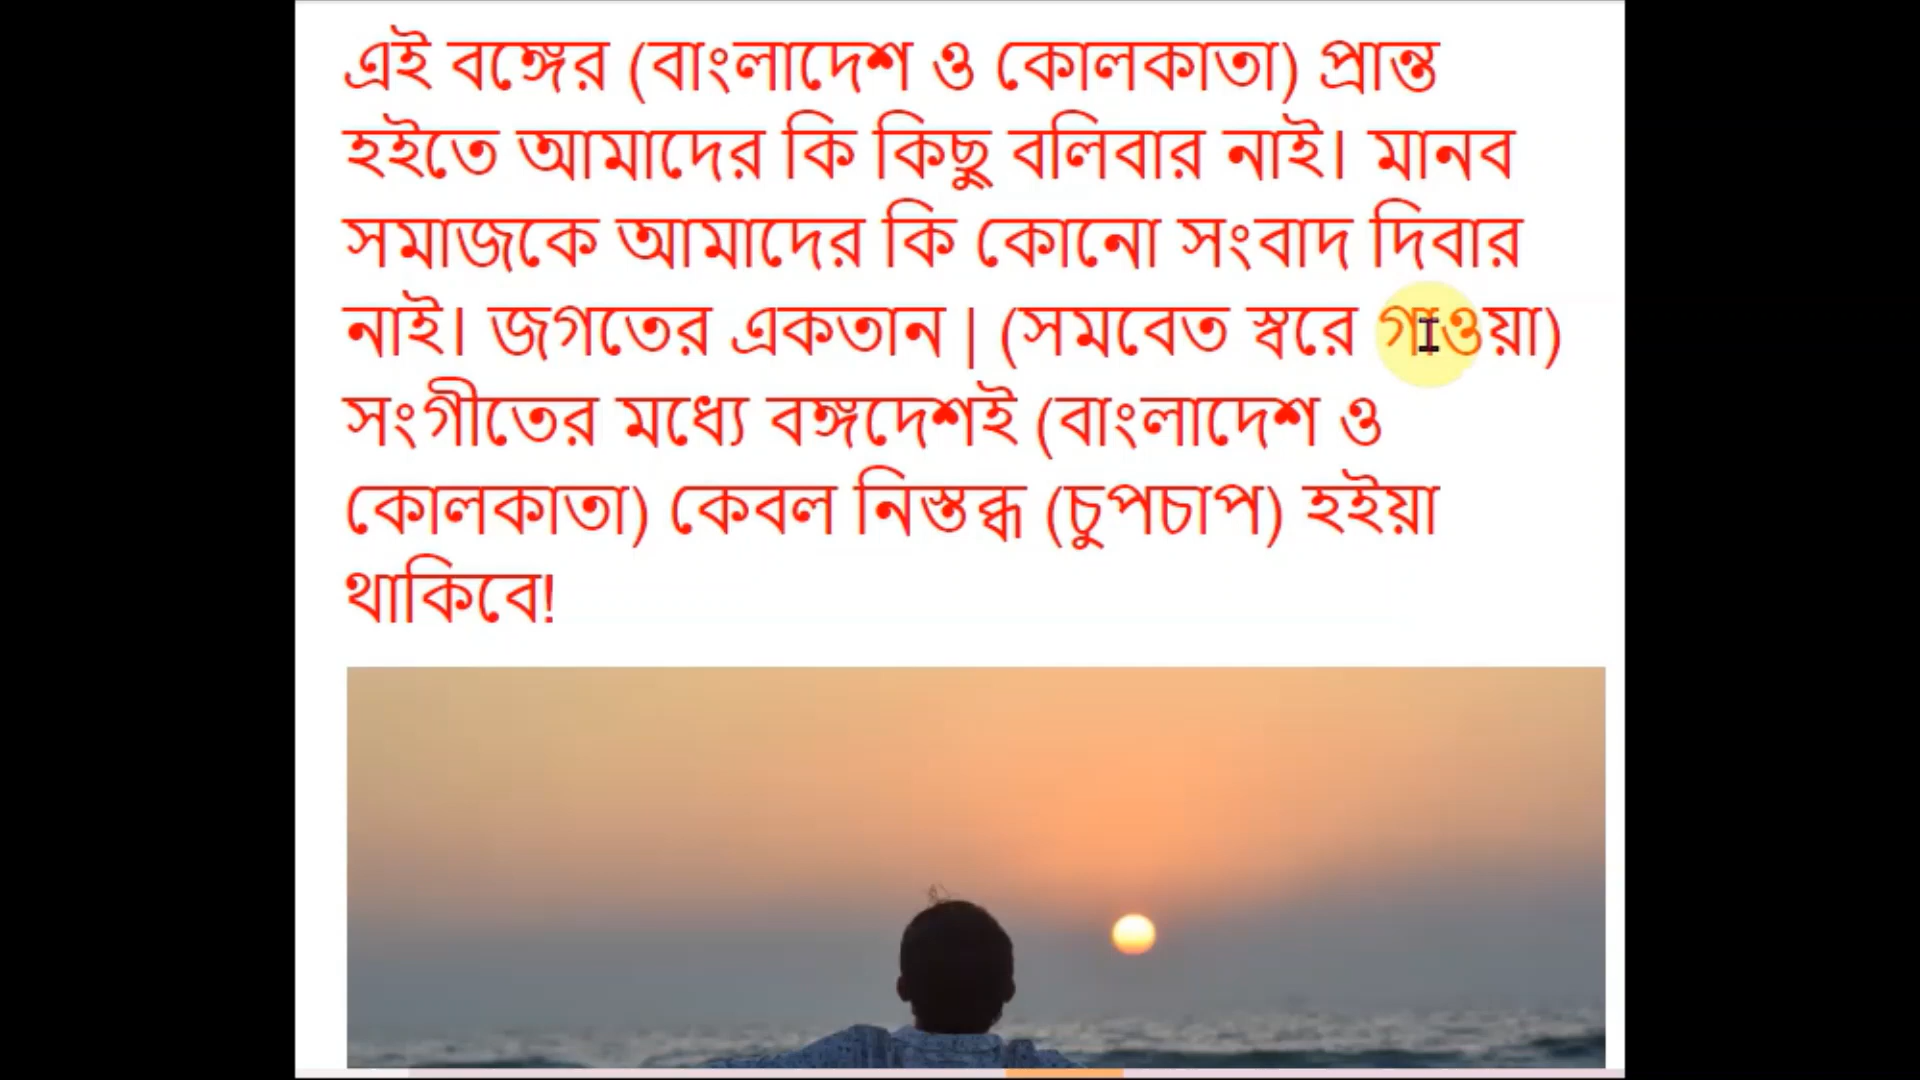 এই বঙ্গের (বাংলাদেশ ও কোলকাতা) প্রান্ত
হইতে আমাদের কি কিছু বলিবার নাই। মানব
সমাজকে আমাদের কি কোনো সংবাদ দিবার
নাই। জগতের একতান | (সমবেত স্বরে গাওয়া)
সংগীতের মধ্যে বঙ্গদেশই (বাংলাদেশ ও
কোলকাতা) কেবল নিস্তব্ধ (চুপচাপ) হইয়া
থাকিবে!